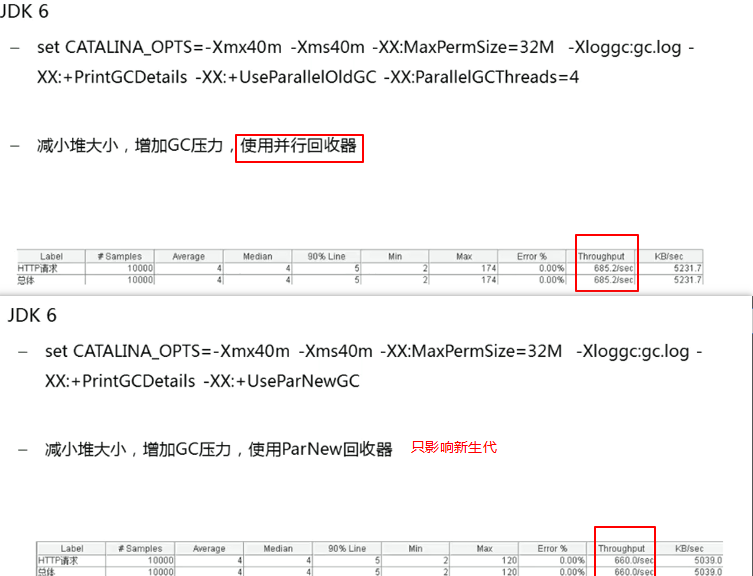 JDK 6
– set CATALINA_OPTS=-Xmx40m -Xms40m -XX:MaxPermSize=32M -Xloggc:gc.log -
XX:+PrintGCDetails -XX:+UseParallelOldGC -XX:ParallelGCThreads=4
– 减小堆大小，增加GC压力，使用并行回收器
Label # Samples Average Median 90% Line Min Max Error % Throughput KB/sec
HTTP请求 10000 4 4 5 2 174 0.00% 685.2/sec 5231.7
总体 10000 4 4 5 2 174 0.00% 685.2/sec 5231.7
JDK 6
– set CATALINA_OPTS=-Xmx40m -Xms40m -XX:MaxPermSize=32M -Xloggc:gc.log -
XX:+PrintGCDetails -XX:+UseParNewGC
– 减小堆大小，增加GC压力，使用ParNew回收器 只影响新生代
Label # Samples Average Median 90% Line Min Max Error % Throughput KB/sec
HTTP请求 10000 4 4 5 2 120 0.00% 660.0/sec 5039.0
总体 10000 4 4 5 2 120 0.00% 660.0/sec 5039.0